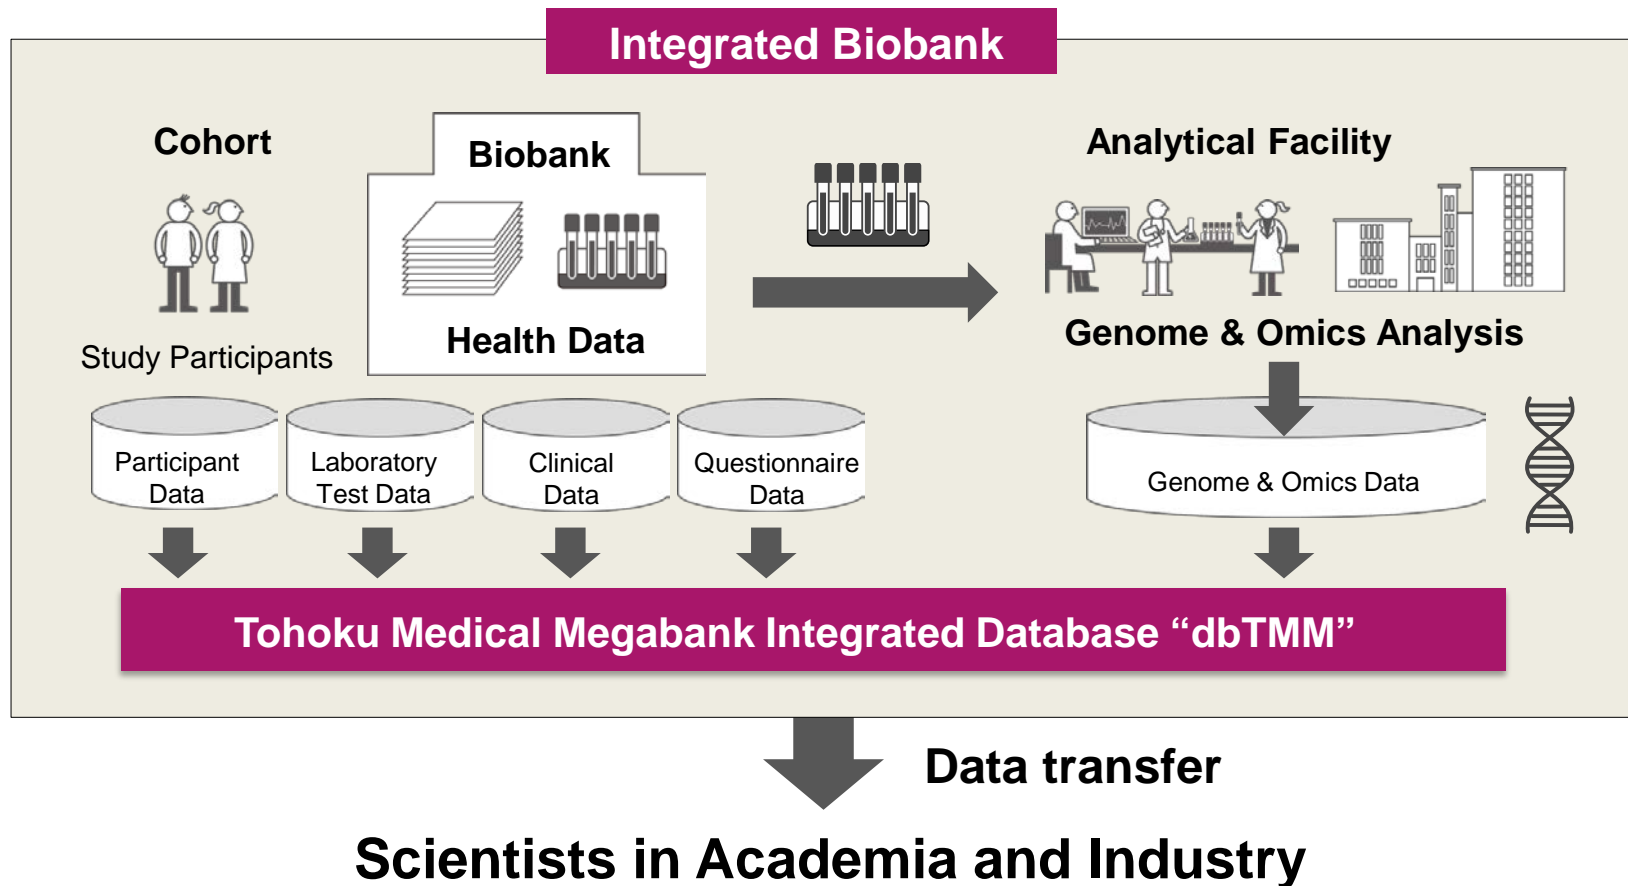 Integrated Biobank
Cohort
Biobank
Analytical Facility
Health Data
Study Participants
Genome & Omics Analysis
Participant
Data
Laboratory
Test Data
Clinical
Data
Questionnaire
Data
Genome & Omics Data
Tohoku Medical Megabank Integrated Database “dbTMM”
Data transfer
Scientists in Academia and Industry